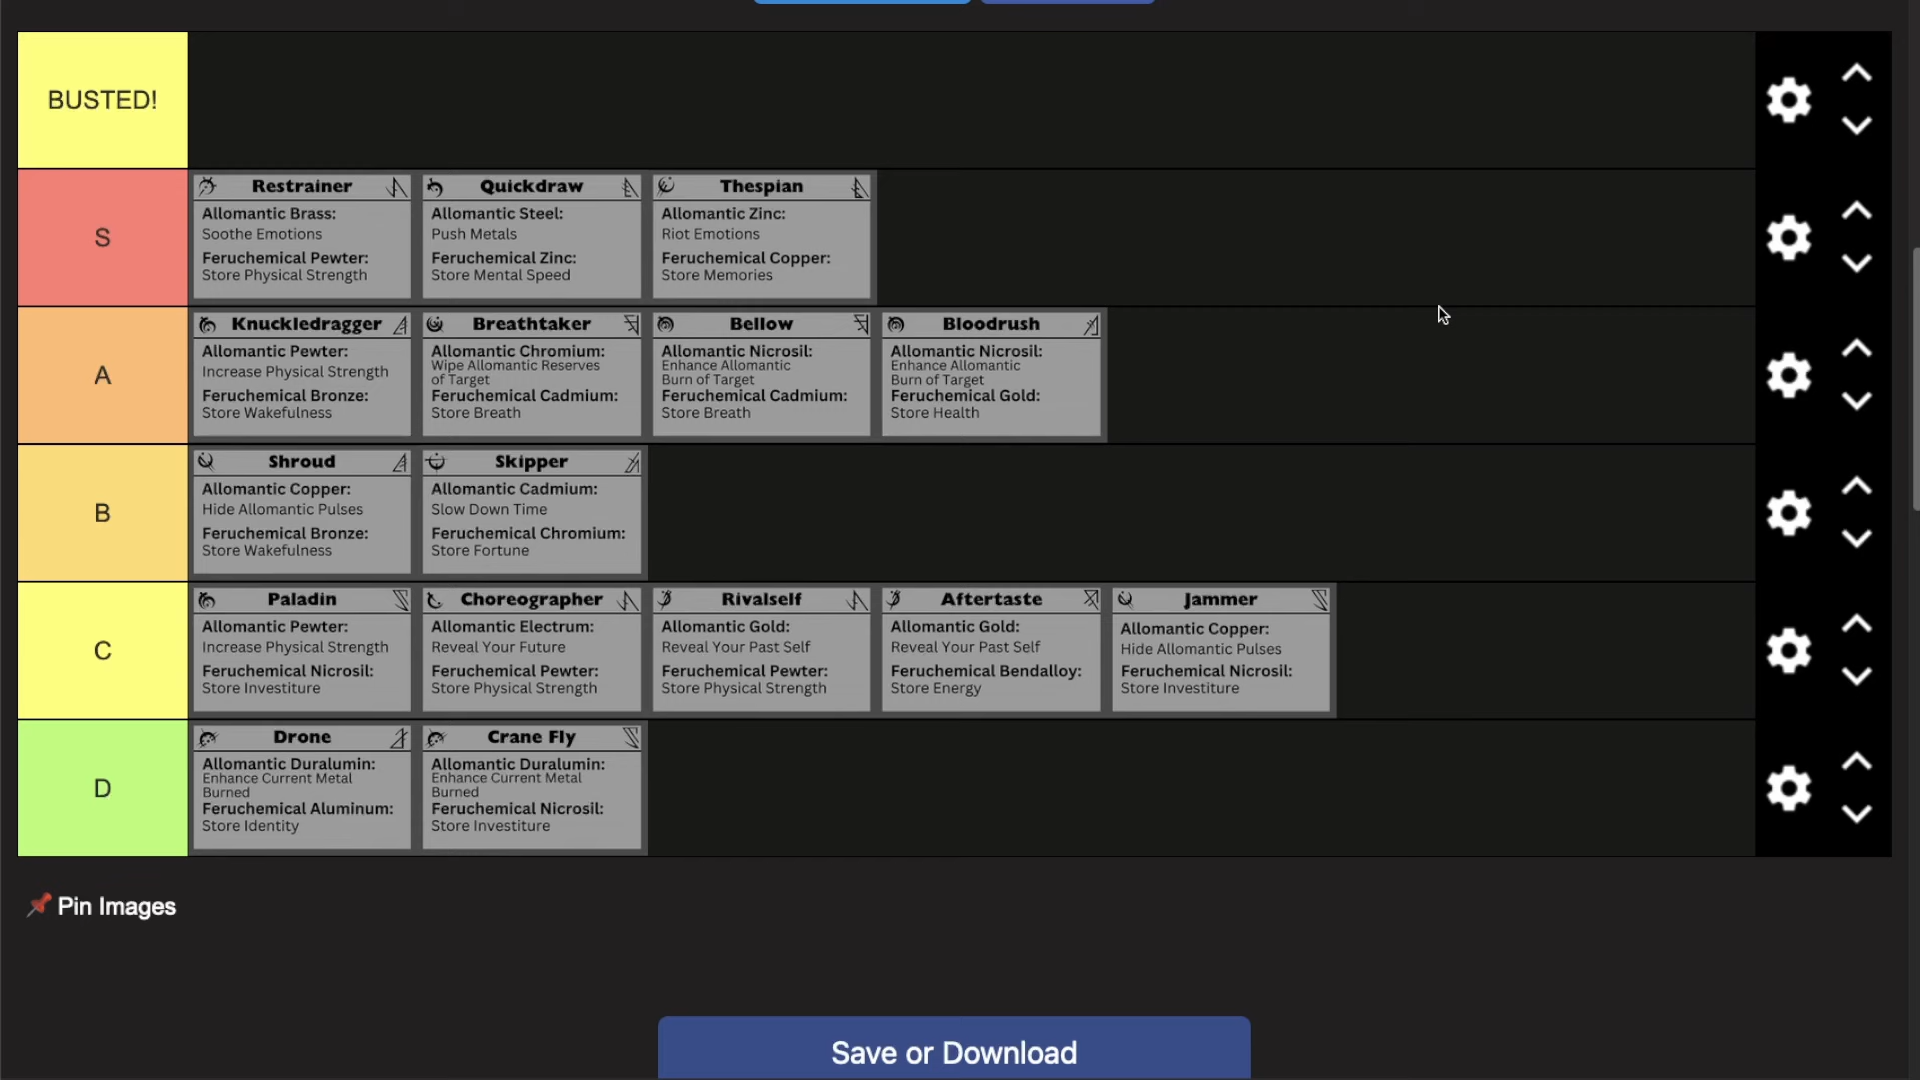 BUSTED!
S
Restrainer
Allomantic Brass:
Soothe Emotions
Feruchemical Pewter:
Store Physical Strength
Quickdraw
Allomantic Steel:
Push Metals
Feruchemical Zinc:
Store Mental Speed
Thespian
Allomantic Zinc:
Riot Emotions
Feruchemical Copper:
Store Memories
A
Knuckledragger
Allomantic Pewter:
Increase Physical Strength
Feruchemical Bronze:
Store Wakefulness
Breathtaker
Allomantic Chromium:
Wipe Allomantic Reserves
of Target
Feruchemical Cadmium:
Store Breath
Bellow
Allomantic Nicrosil:
Enhance Allomantic
Burn of Target
Feruchemical Cadmium:
Store Breath
Bloodrush
Allomantic Nicrosil:
Enhance Allomantic
Burn of Target
Feruchemical Gold:
Store Health
B
Shroud
Allomantic Copper:
Hide Allomantic Pulses
Feruchemical Bronze:
Store Wakefulness
Skipper
Allomantic Cadmium:
Slow Down Time
Feruchemical Chromium:
Store Fortune
C
Paladin
Allomantic Pewter:
Increase Physical Strength
Feruchemical Nicrosil:
Store Investiture
Choreographer
Allomantic Electrum:
Reveal Your Future
Feruchemical Pewter:
Store Physical Strength
Rivalself
Allomantic Gold:
Reveal Your Past Self
Feruchemical Pewter:
Store Physical Strength
Aftertaste
Allomantic Gold:
Reveal Your Past Self
Feruchemical Bendalloy:
Store Energy
Jammer
Allomantic Copper:
Hide Allomantic Pulses
Feruchemical Nicrosil:
Store Investiture
D
Drone
Allomantic Duralumin:
Enhance Current Metal
Burned
Feruchemical Aluminum:
Store Identity
Crane Fly
Allomantic Duralumin:
Enhance Current Metal
Burned
Feruchemical Nicrosil:
Store Investiture
Pin Images
Save or Download